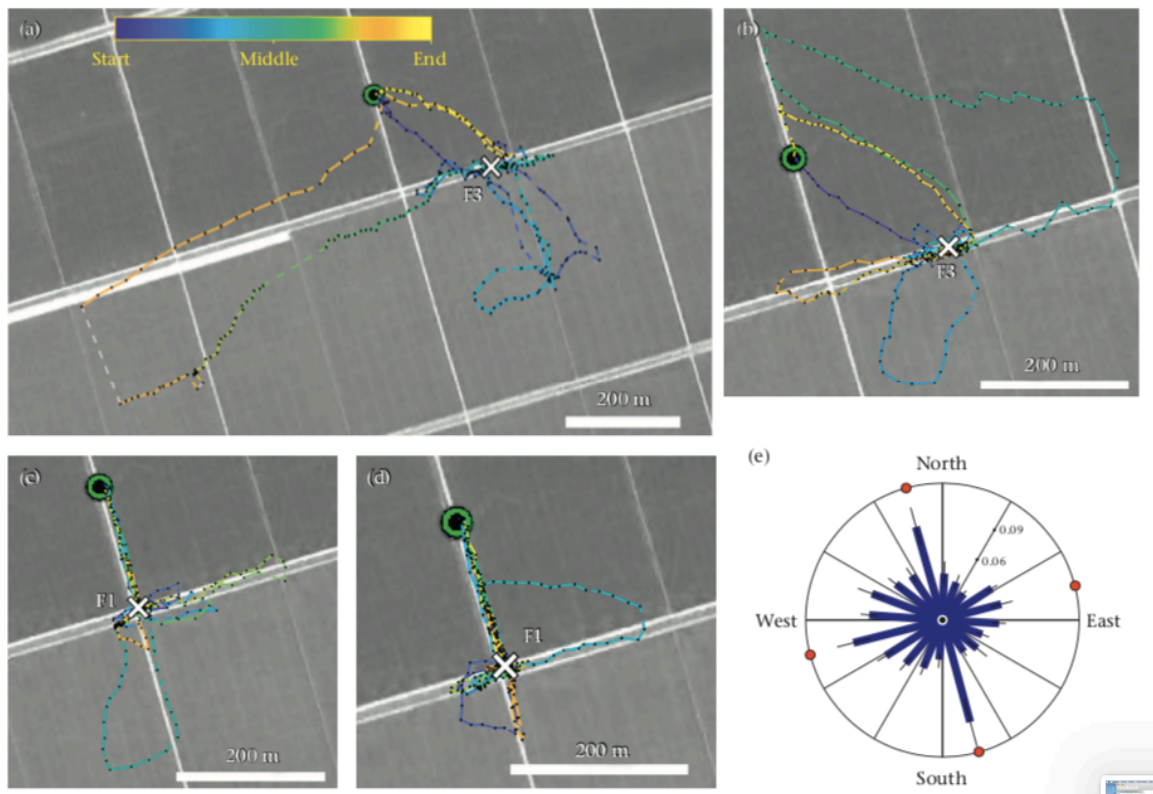 (a)
Start Middle End
F3
200 m
(b)
F3
200 m
(c)
F1
200 m
(d)
F1
200 m
(e)
North
0.09
0.06
West
East
South